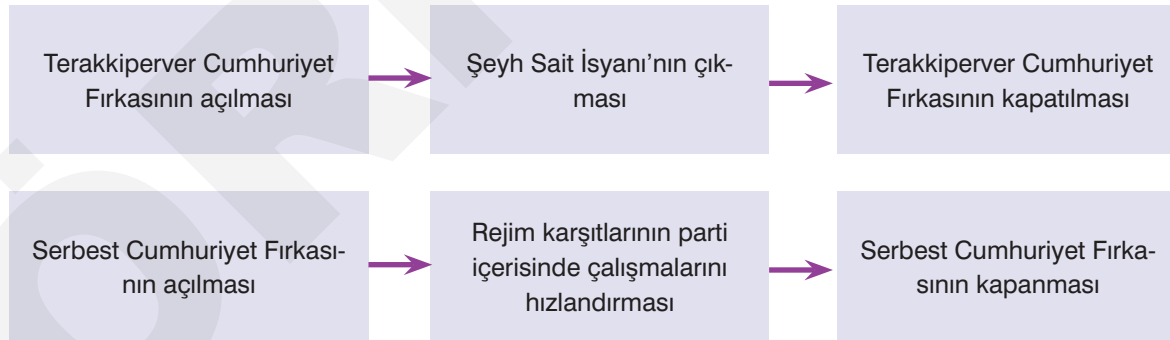 Terakkiperver Cumhuriyet
Fırkasının açılması
Şeyh Sait İsyanı’nın çık-
ması
Terakkiperver Cumhuriyet
Fırkasının kapatılması
Serbest Cumhuriyet Fırkası-
nın açılması
Rejim karşıtlarının parti
içerisinde çalışmalarını
hızlandırması
Serbest Cumhuriyet Fırka-
sının kapanması